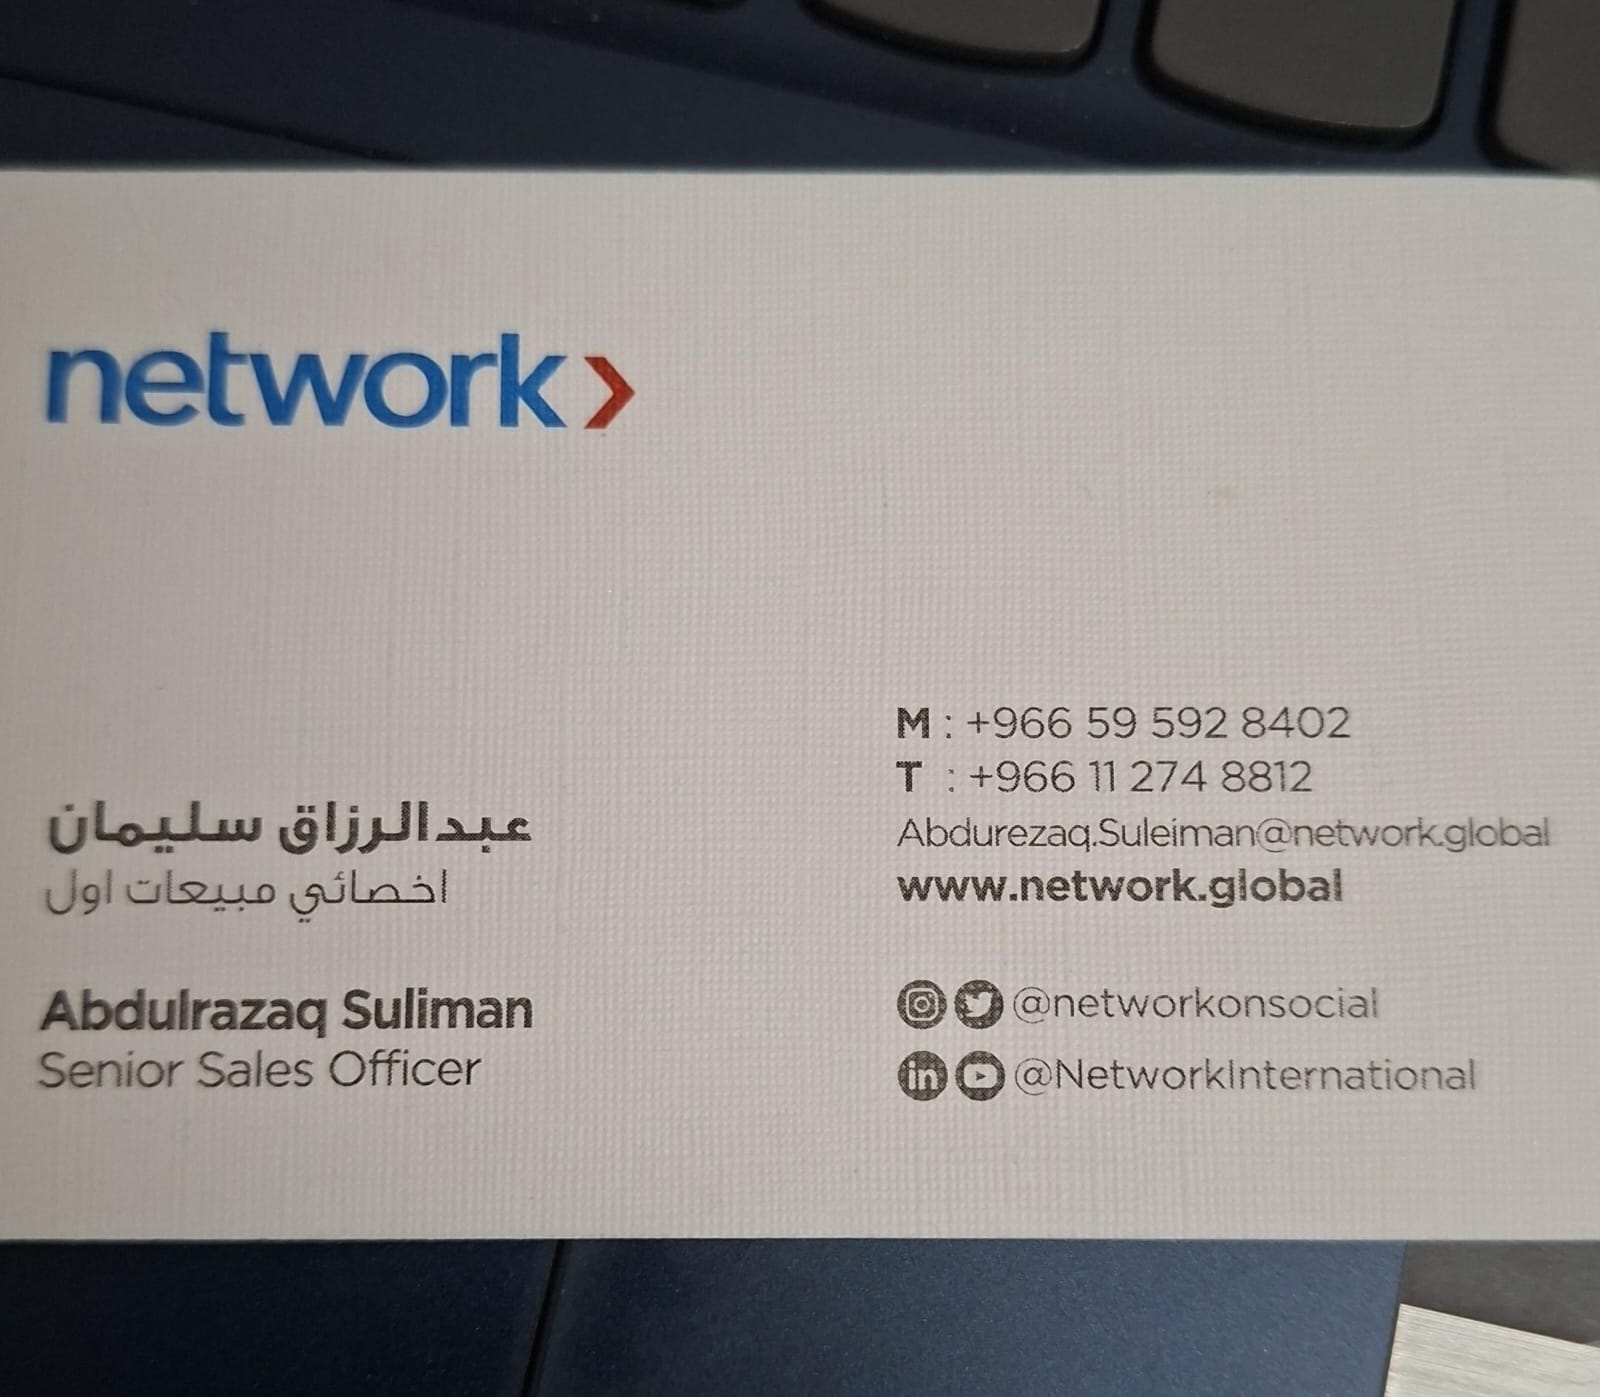 network
عبدالرزاق سليمان
اخصائي مبيعات اول
Abdulrazaq Suliman
Senior Sales Officer
M : +966 59 592 8402
T : +966 11 274 8812
Abdurezaq.Suleiman@network.global
www.network.global
@networkonsocial
in @NetworkInternational